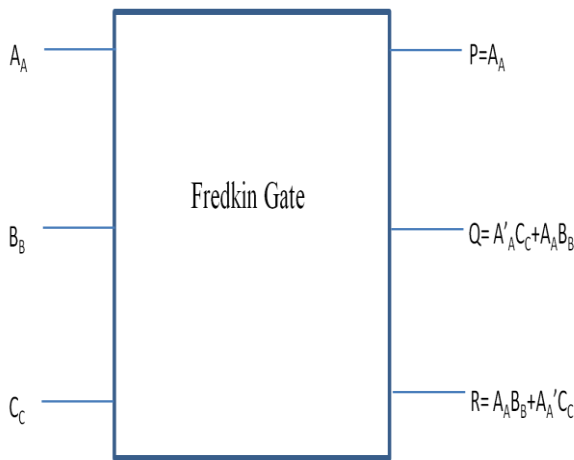 A_A P=A_A
Fredkin Gate
B_B Q= A'_AC_C+A_AB_B
C_C R= A_AB_B+A_A'C_C